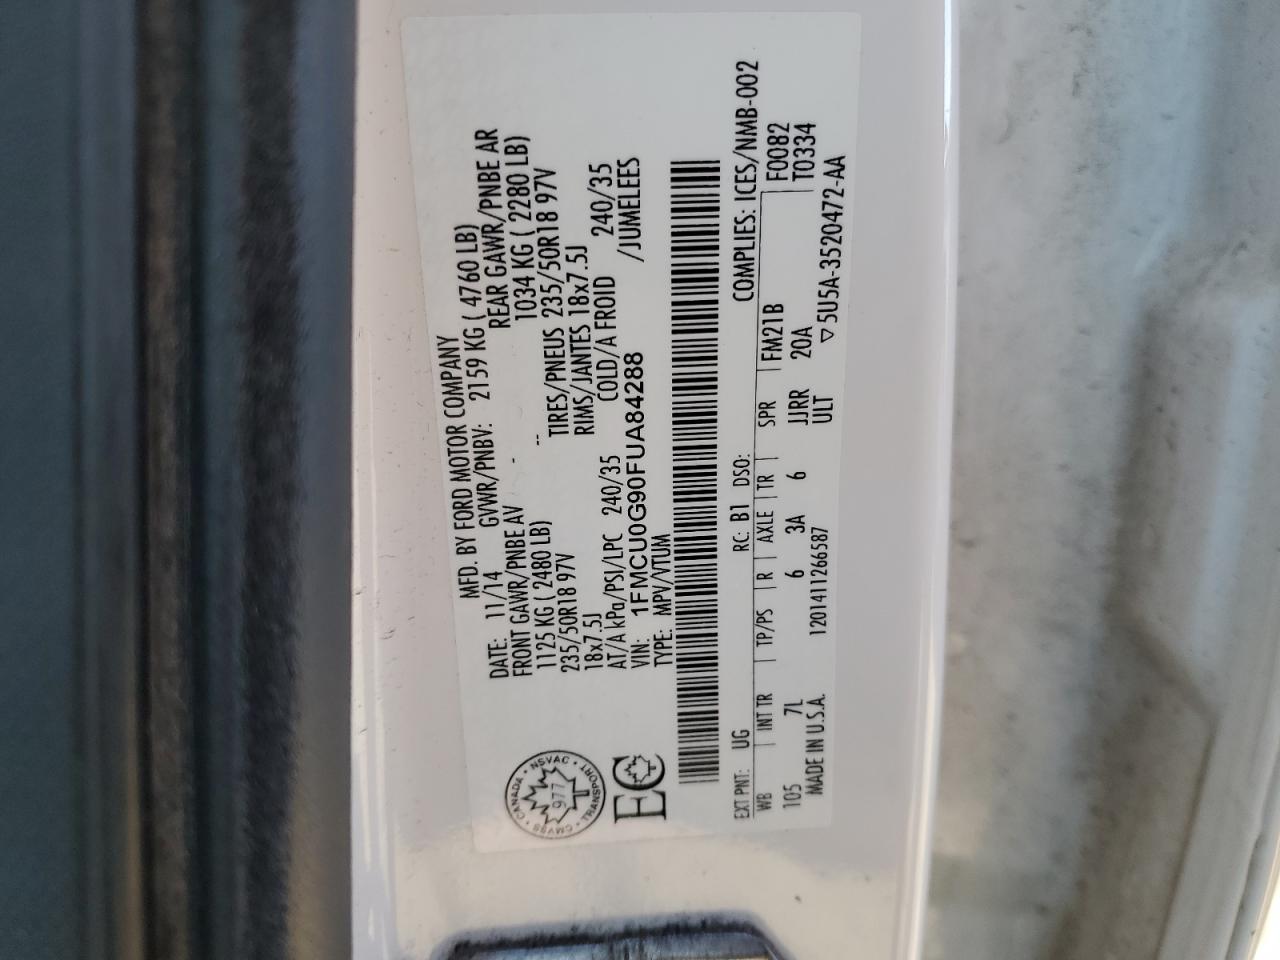 MFD. BY FORD MOTOR COMPANY
DATE: 11/14 GVWR/PNBV: 2159 KG ( 4760 LB)
FRONT GAWR/PNBE AV REAR GAWR/PNBE AR
1125 KG ( 2480 LB) 1034 KG ( 2280 LB)
235/50R18 97V TIRES/PNEUS 235/50R18 97V
18x7.5J RIMS/JANTES 18x7.5J
AT/A kPa/PSI/LPC 240/35 COLD/A FROID 240/35
VIN: 1FMCU0G90FUA84288 /JUMELEES
TYPE: MPV/VTUM
CANADA • NSVAC • TRANSPORT • CMVSS
977
EC
EXT PNT: UG RC: B1 DSO: COMPLIES: ICES/NMB-002
WB INT TR TP/PS R AXLE TR SPR FM21B F0082
105 7L 6 3A 6 JJRR 20A T0334
ULT
MADE IN U.S.A. 1201411266587 ▽ 5U5A-3520472-AA